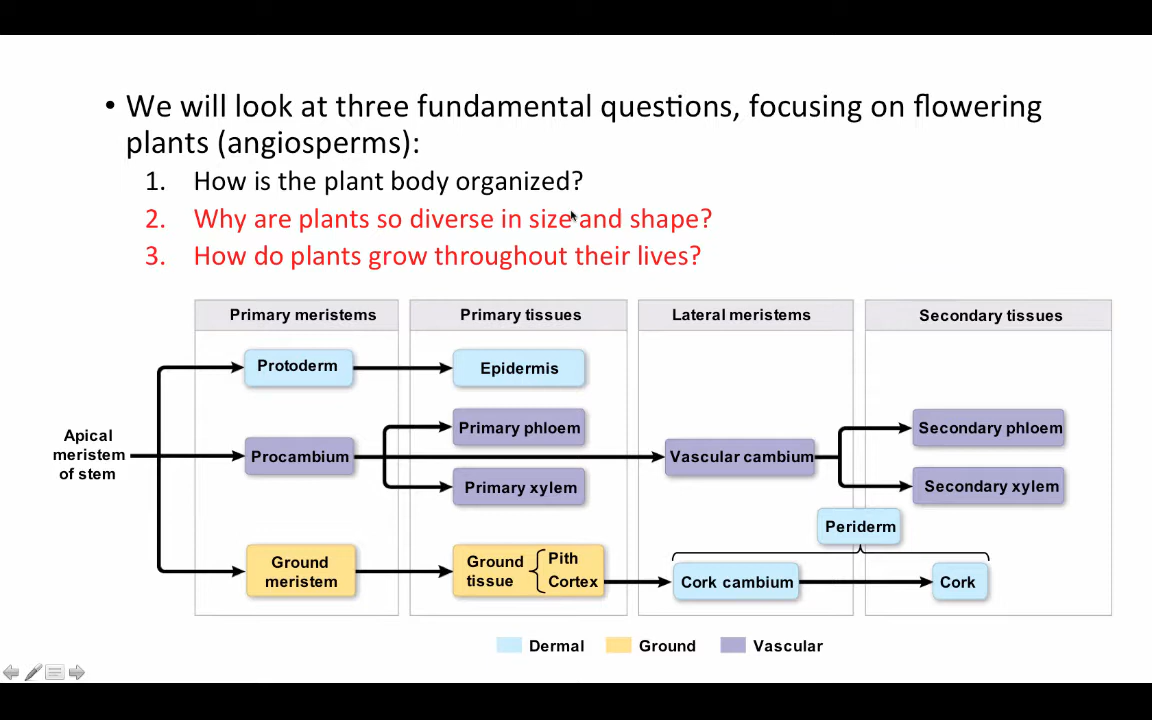 • We will look at three fundamental questions, focusing on flowering
plants (angiosperms):
1. How is the plant body organized?
2. Why are plants so diverse in size and shape?
3. How do plants grow throughout their lives?
Primary meristems
Primary tissues
Lateral meristems
Secondary tissues
Apical
meristem
of stem
Protoderm
Epidermis
Procambium
Primary phloem
Primary xylem
Vascular cambium
Secondary phloem
Secondary xylem
Periderm
Ground
meristem
Ground
tissue
Pith
Cortex
Cork cambium
Cork
Dermal
Ground
Vascular